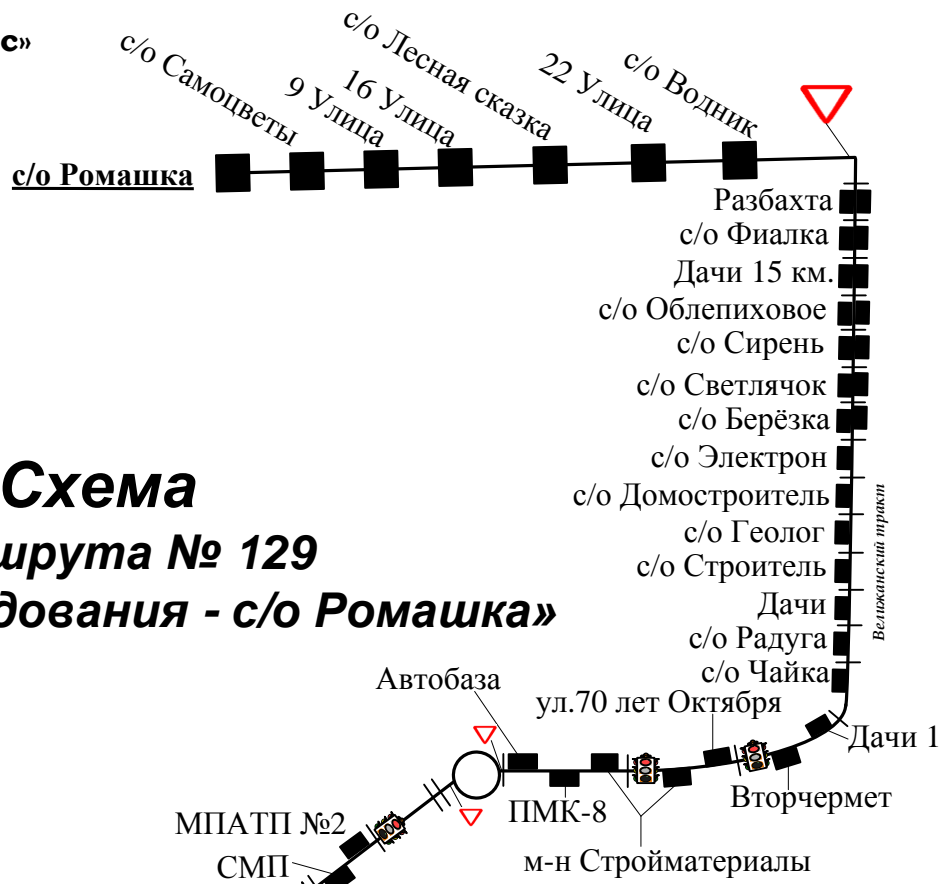 с»
с/о Самоцветы
9 Улица
16 Улица
с/о Лесная сказка
22 Улица
с/о Водник
с/о Ромашка
Разбахта
с/о Фиалка
Дачи 15 км.
с/о Облепиховое
с/о Сирень
с/о Светлячок
с/о Берёзка
с/о Электрон
с/о Домостроитель
с/о Геолог
с/о Строитель
Дачи
с/о Радуга
с/о Чайка
Велижанский тракт
Схема
шрута № 129
дования - с/о Ромашка»
Автобаза
ул.70 лет Октября
Дачи 1
Вторчермет
ПМК-8
м-н Стройматериалы
МПАТП №2
СМП